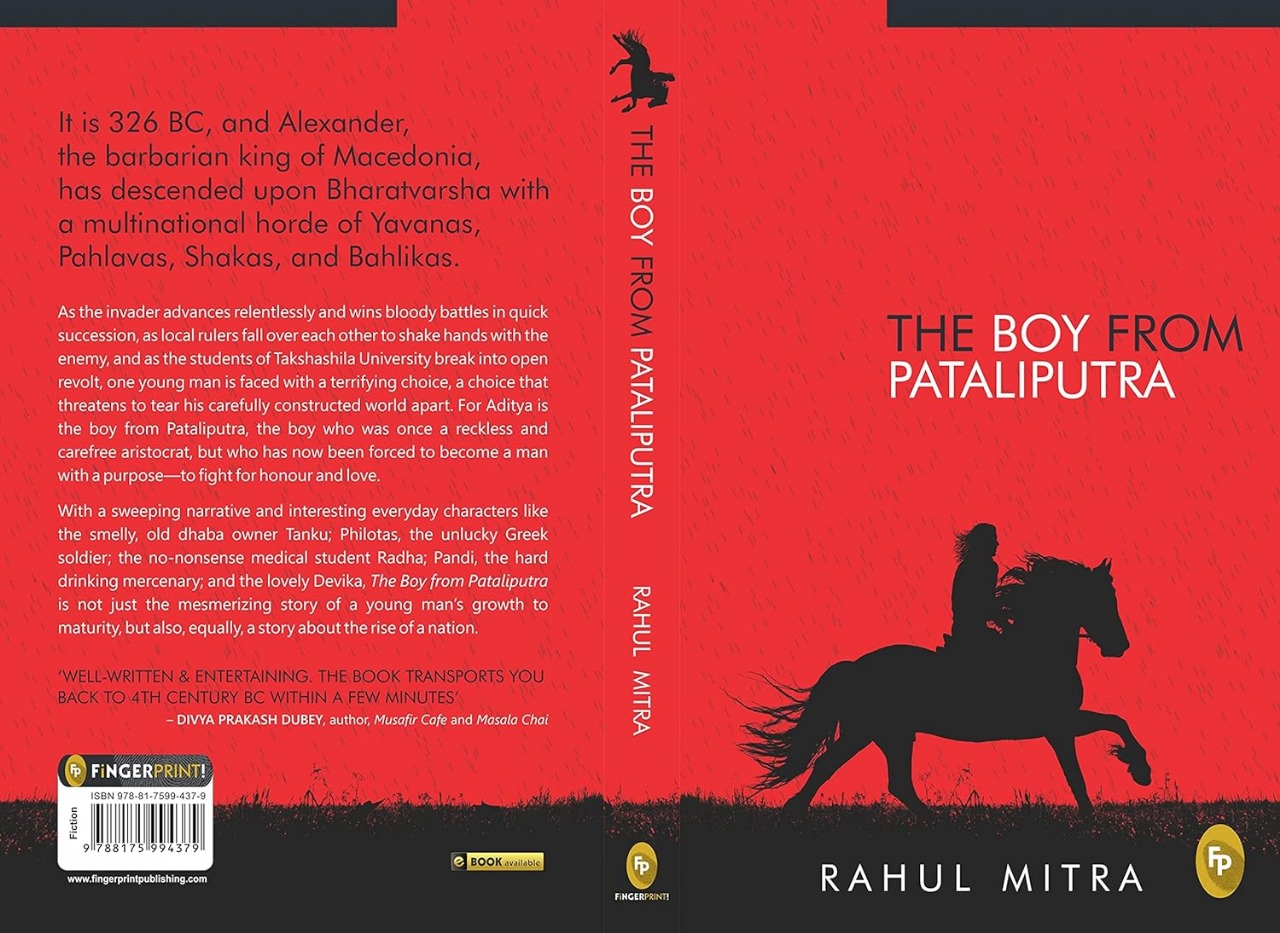 It is 326 BC, and Alexander,
the barbarian king of Macedonia,
has descended upon Bharatvarsha with
a multinational horde of Yavanas,
Pahlavas, Shakas, and Bahlikas.
As the invader advances relentlessly and wins bloody battles in quick
succession, as local rulers fall over each other to shake hands with the
enemy, and as the students of Takshashila University break into open
revolt, one young man is faced with a terrifying choice, a choice that
threatens to tear his carefully constructed world apart. For Aditya is
the boy from Pataliputra, the boy who was once a reckless and
carefree aristocrat, but who has now been forced to become a man
with a purpose—to fight for honour and love.
With a sweeping narrative and interesting everyday characters like
the smelly, old dhaba owner Tanku; Philotas, the unlucky Greek
soldier; the no-nonsense medical student Radha; Pandi, the hard
drinking mercenary; and the lovely Devika, The Boy from Pataliputra
is not just the mesmerizing story of a young man's growth to
maturity, but also, equally, a story about the rise of a nation.
'WELL-WRITTEN & ENTERTAINING. THE BOOK TRANSPORTS YOU
BACK TO 4TH CENTURY BC WITHIN A FEW MINUTES'
– DIVYA PRAKASH DUBEY, author, Musafir Cafe and Masala Chai
FP FiNGERPRINT!
ISBN 978-81-7599-437-9
Fiction
9 788175 994379
www.fingerprintpublishing.com
e BOOK available
THE BOY FROM PATALIPUTRA
RAHUL MITRA
FP
FiNGERPRINT!
THE BOY FROM
PATALIPUTRA
RAHUL MITRA
FP